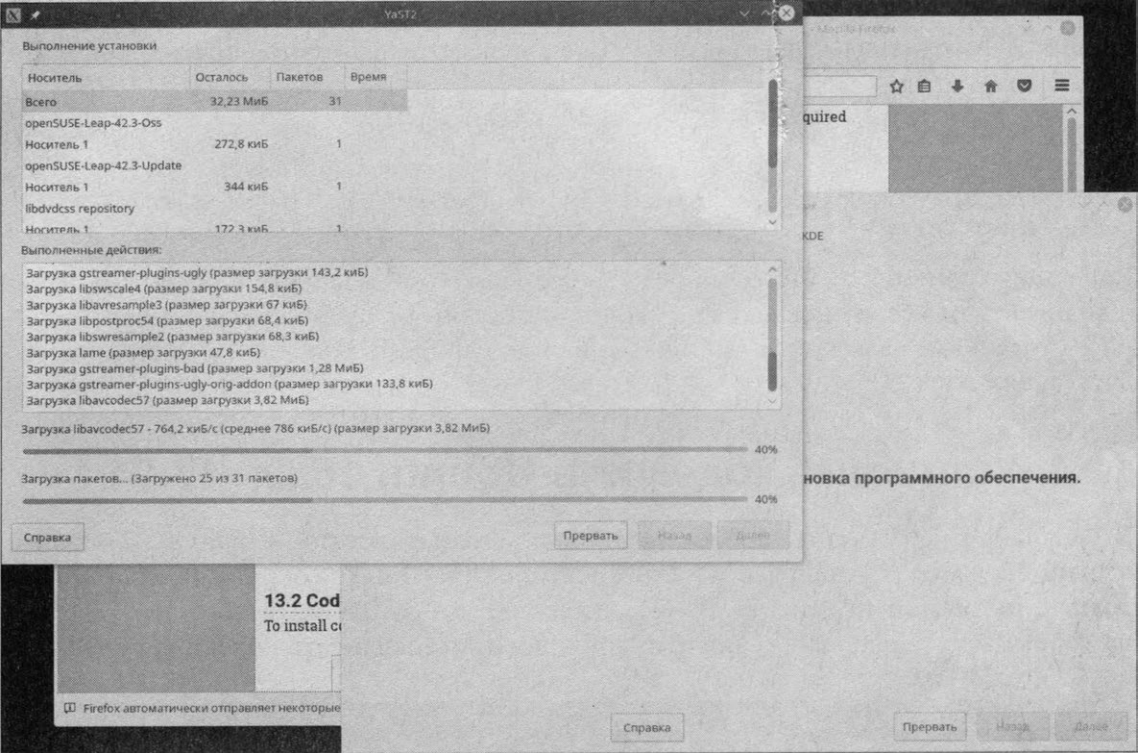 YaST2
Выполнение установки
Носитель Осталось Пакетов Время
Всего 32,23 МиБ 31
openSUSE-Leap-42.3-Oss
Носитель 1 272,8 киБ 1
openSUSE-Leap-42.3-Update
Носитель 1 344 киБ 1
libdvdcss repository
Носитель 1 172,3 киБ 1
Выполненные действия:
Загрузка gstreamer-plugins-ugly (размер загрузки 143,2 киБ)
Загрузка libswscale4 (размер загрузки 154,8 киБ)
Загрузка libavresample3 (размер загрузки 67 киБ)
Загрузка libpostproc54 (размер загрузки 68,4 киБ)
Загрузка libswresample2 (размер загрузки 68,3 киБ)
Загрузка lame (размер загрузки 47,8 киБ)
Загрузка gstreamer-plugins-bad (размер загрузки 1,28 МиБ)
Загрузка gstreamer-plugins-ugly-orig-addon (размер загрузки 133,8 киБ)
Загрузка libavcodec57 (размер загрузки 3,82 МиБ)
Загрузка libavcodec57 - 764,2 киБ/с (среднее 786 киБ/с) (размер загрузки 3,82 МиБ)
40%
Загрузка пакетов... (Загружено 25 из 31 пакетов)
40%
Справка Прервать Назад Далее
- Mozilla Firefox
quired
KDE
новка программного обеспечения.
13.2 Cod
To install co
Firefox автоматически отправляет некоторые
Справка Прервать Назад Далее